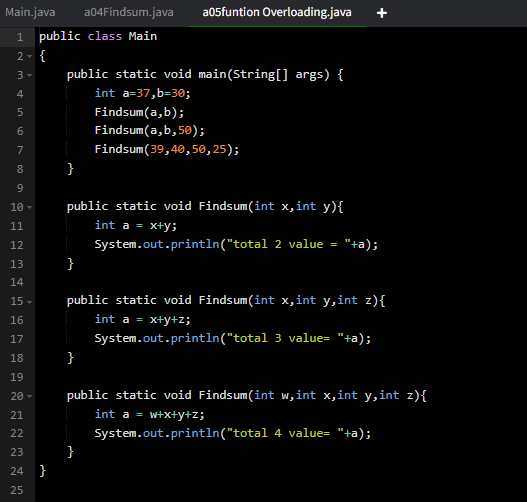 Main.java a04Findsum.java a05funtion Overloading.java +
1 public class Main
2 {
3 public static void main(String[] args) {
4 int a=37,b=30;
5 Findsum(a,b);
6 Findsum(a,b,50);
7 Findsum(39,40,50,25);
8 }
9
10 public static void Findsum(int x,int y){
11 int a = x+y;
12 System.out.println("total 2 value = "+a);
13 }
14
15 public static void Findsum(int x,int y,int z){
16 int a = x+y+z;
17 System.out.println("total 3 value= "+a);
18 }
19
20 public static void Findsum(int w,int x,int y,int z){
21 int a = w+x+y+z;
22 System.out.println("total 4 value= "+a);
23 }
24 }
25